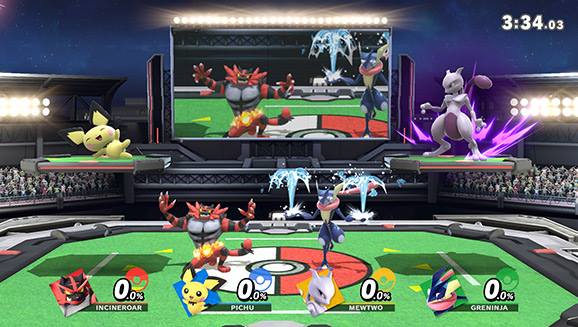 3:34.03
0.0%
INCINEROAR
0.0%
PICHU
0.0%
MEWTWO
0.0%
GRENINJA